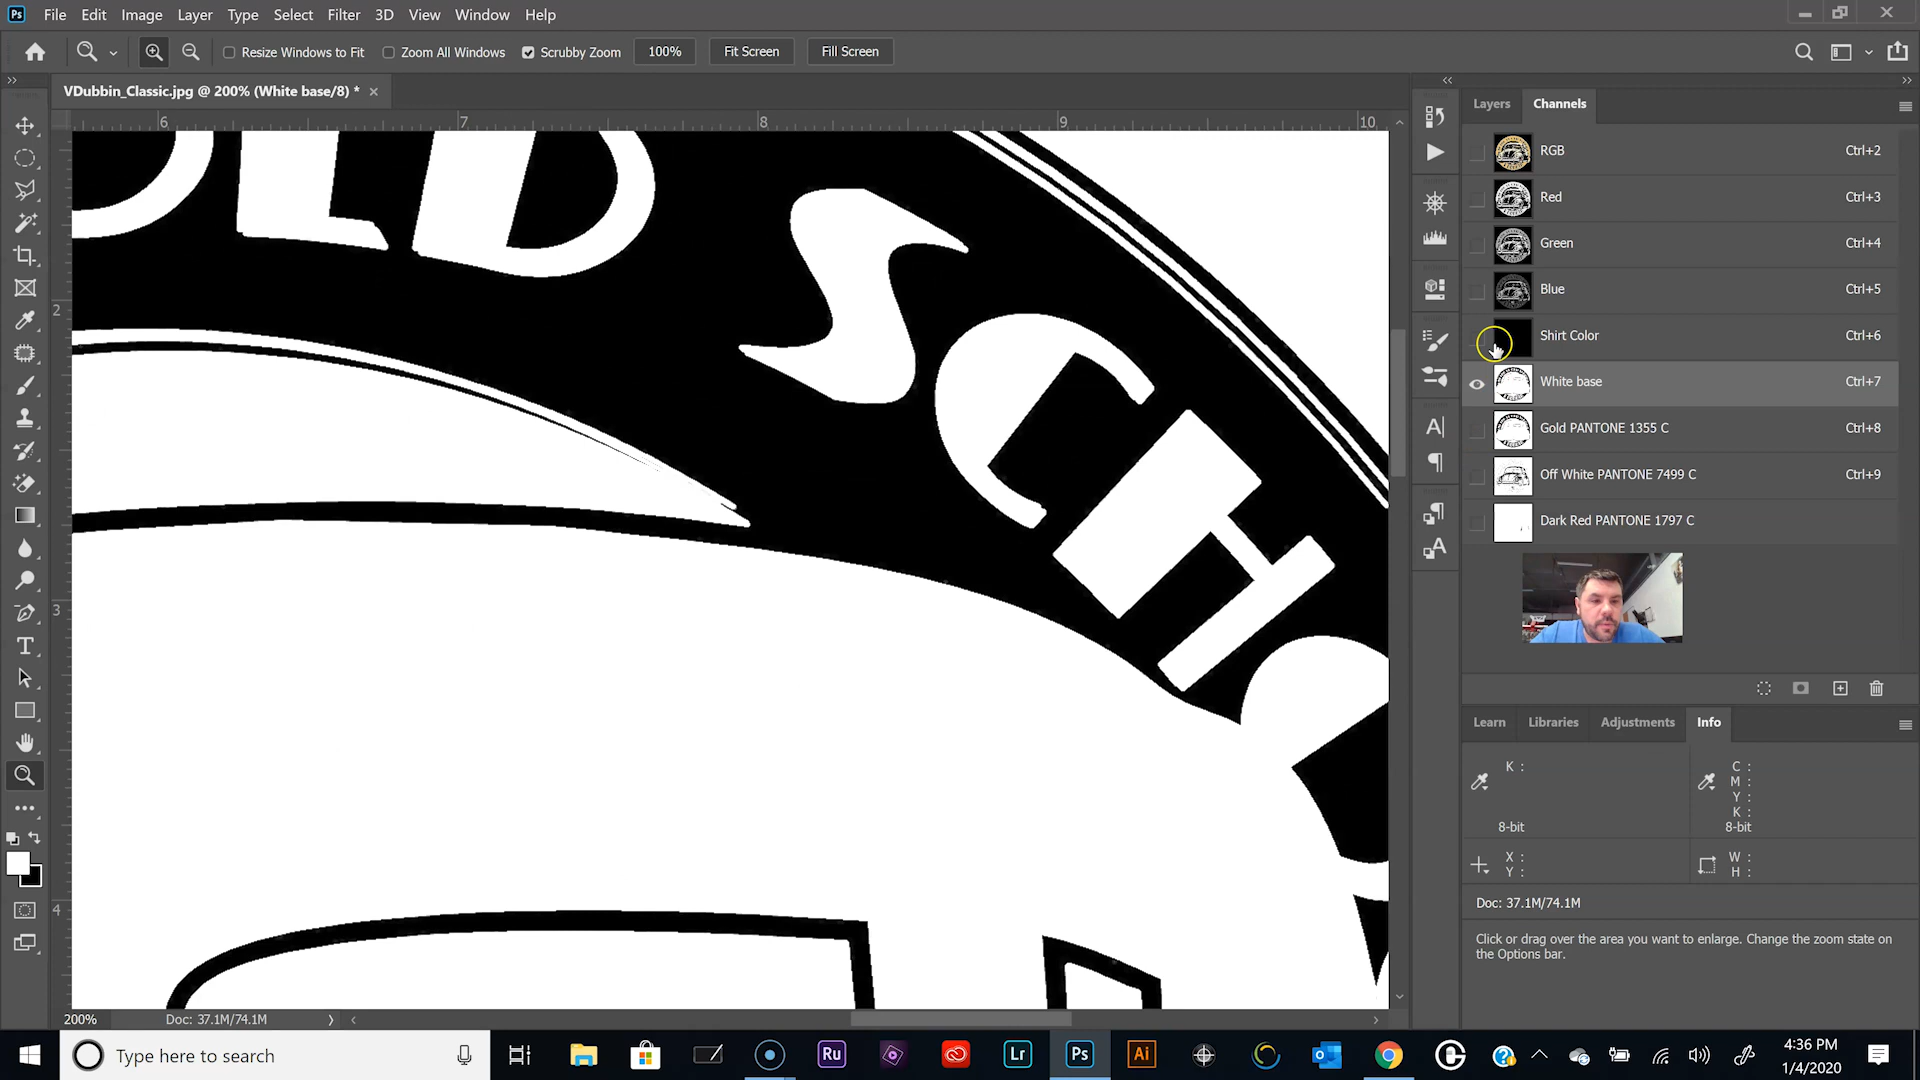 File Edit Image Layer Type Select Filter 3D View Window Help
Resize Windows to Fit Zoom All Windows Scrubby Zoom 100% Fit Screen Fill Screen
VDubbin_Classic.jpg @ 200% (White base/8) *
Layers Channels
6 7 8 9 10
RGB Ctrl+2
Red Ctrl+3
Green Ctrl+4
Blue Ctrl+5
Shirt Color Ctrl+6
White base Ctrl+7
Gold PANTONE 1355 C Ctrl+8
Off White PANTONE 7499 C Ctrl+9
Dark Red PANTONE 1797 C
2
3
4
OLD SCHO
Learn Libraries Adjustments Info
K :
8-bit
C :
M :
Y :
K :
8-bit
X :
Y :
W :
H :
Doc: 37.1M/74.1M
Click or drag over the area you want to enlarge. Change the zoom state on
the Options bar.
200% Doc: 37.1M/74.1M
Type here to search
Ru
Lr
Ps
Ai
4:36 PM
1/4/2020